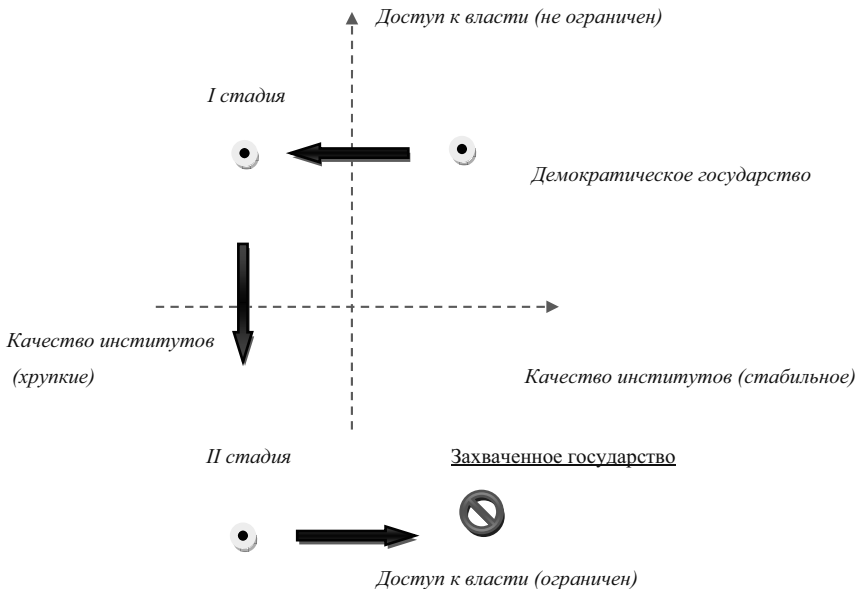 Доступ к власти (не ограничен)
I стадия
Демократическое государство
Качество институтов
(хрупкие)
Качество институтов (стабильное)
II стадия
Захваченное государство
Доступ к власти (ограничен)